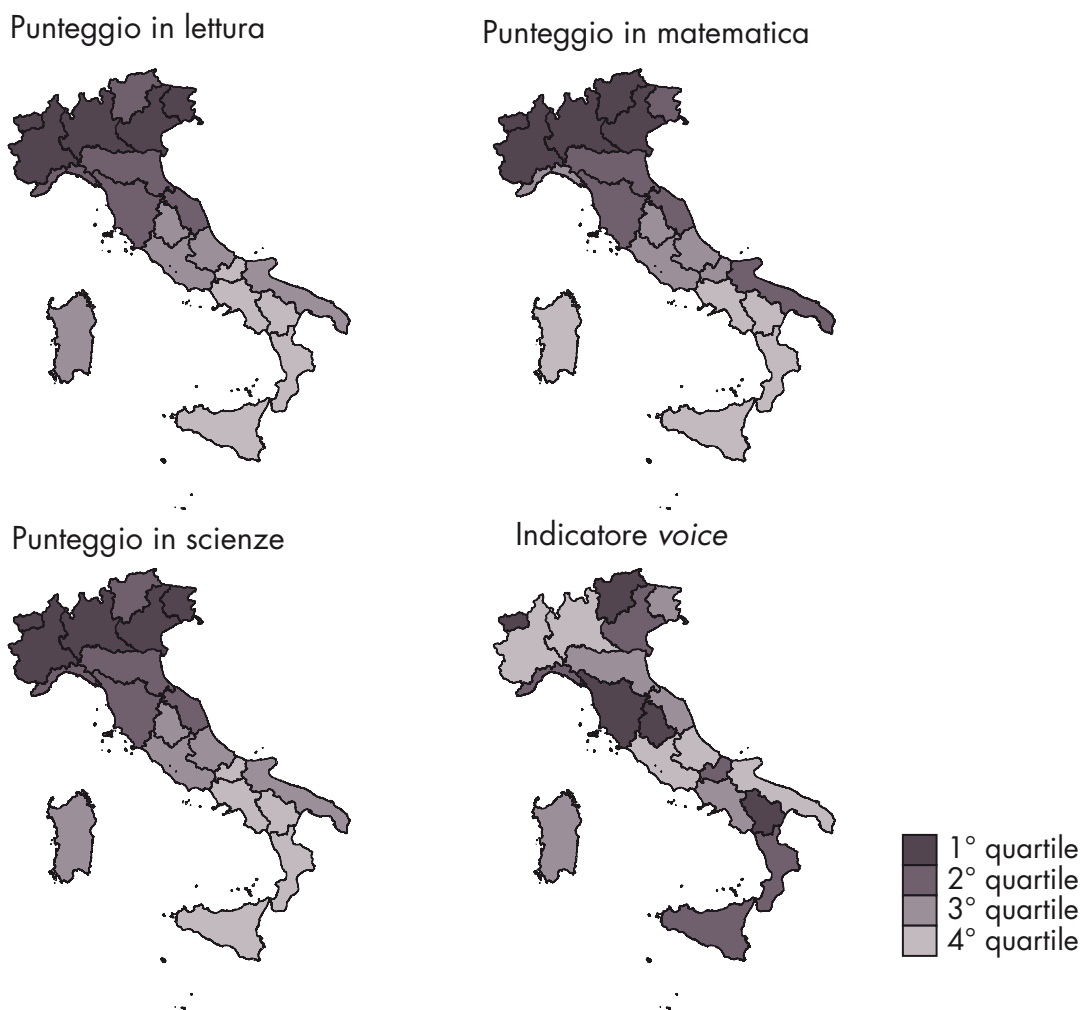 Punteggio in lettura
Punteggio in matematica
Punteggio in scienze
Indicatore voice
1° quartile
2° quartile
3° quartile
4° quartile